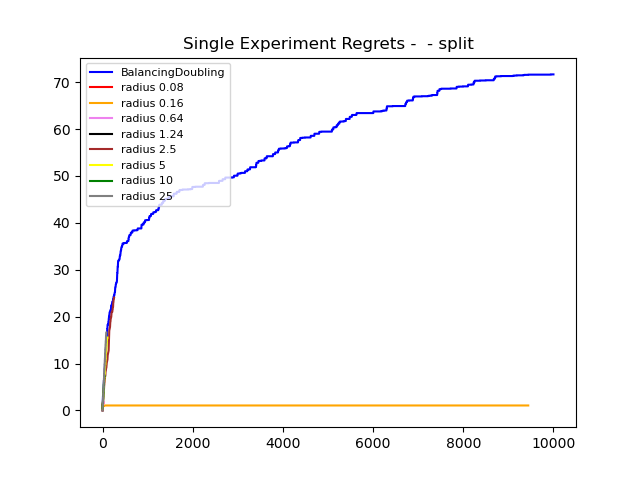 Single Experiment Regrets -  - split
BalancingDoubling
radius 0.08
radius 0.16
radius 0.64
radius 1.24
radius 2.5
radius 5
radius 10
radius 25
70
60
50
40
30
20
10
0
0 2000 4000 6000 8000 10000